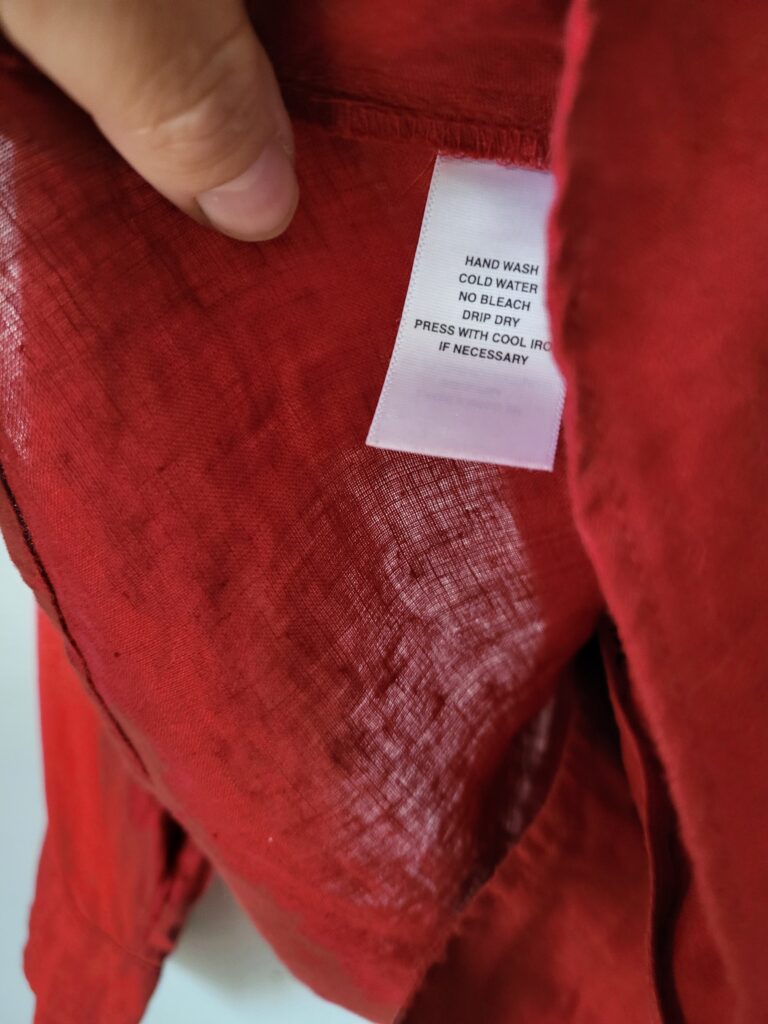 HAND WASH
COLD WATER
NO BLEACH
DRIP DRY
PRESS WITH COOL IRO
IF NECESSARY